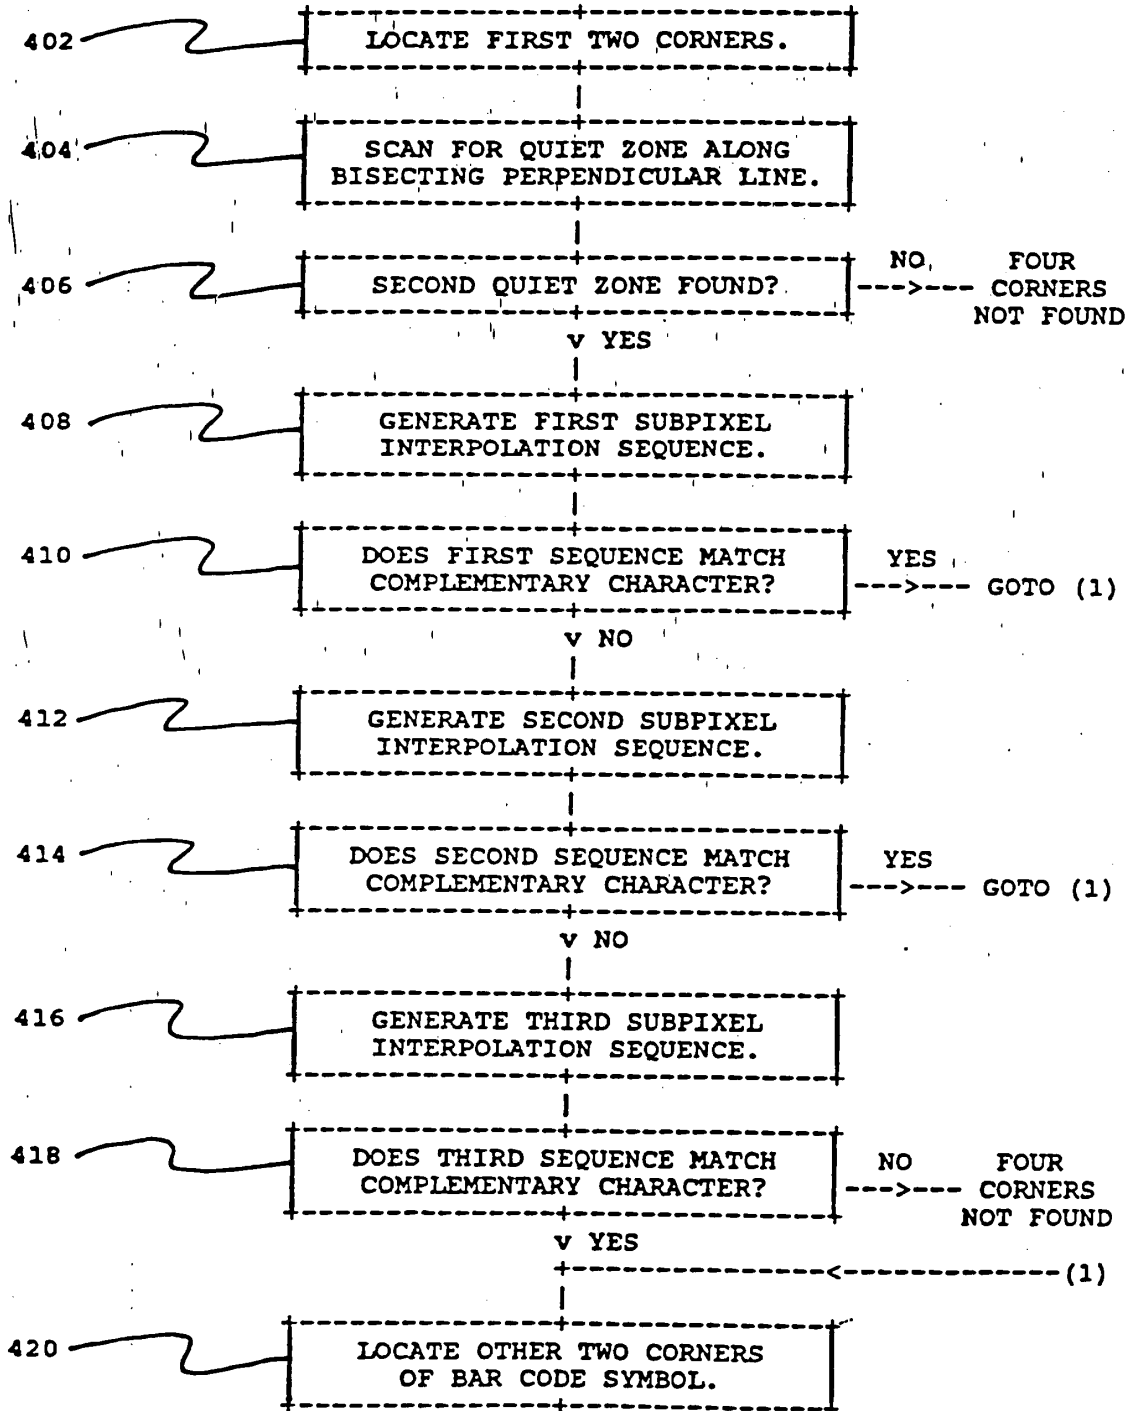 402
LOCATE FIRST TWO CORNERS.
404
SCAN FOR QUIET ZONE ALONG
BISECTING PERPENDICULAR LINE.
406
SECOND QUIET ZONE FOUND?
NO
--->---
FOUR
CORNERS
NOT FOUND
v YES
408
GENERATE FIRST SUBPIXEL
INTERPOLATION SEQUENCE.
410
DOES FIRST SEQUENCE MATCH
COMPLEMENTARY CHARACTER?
YES
--->--- GOTO (1)
v NO
412
GENERATE SECOND SUBPIXEL
INTERPOLATION SEQUENCE.
414
DOES SECOND SEQUENCE MATCH
COMPLEMENTARY CHARACTER?
YES
--->--- GOTO (1)
v NO
416
GENERATE THIRD SUBPIXEL
INTERPOLATION SEQUENCE.
418
DOES THIRD SEQUENCE MATCH
COMPLEMENTARY CHARACTER?
NO
--->---
FOUR
CORNERS
NOT FOUND
v YES
(1)
420
LOCATE OTHER TWO CORNERS
OF BAR CODE SYMBOL.